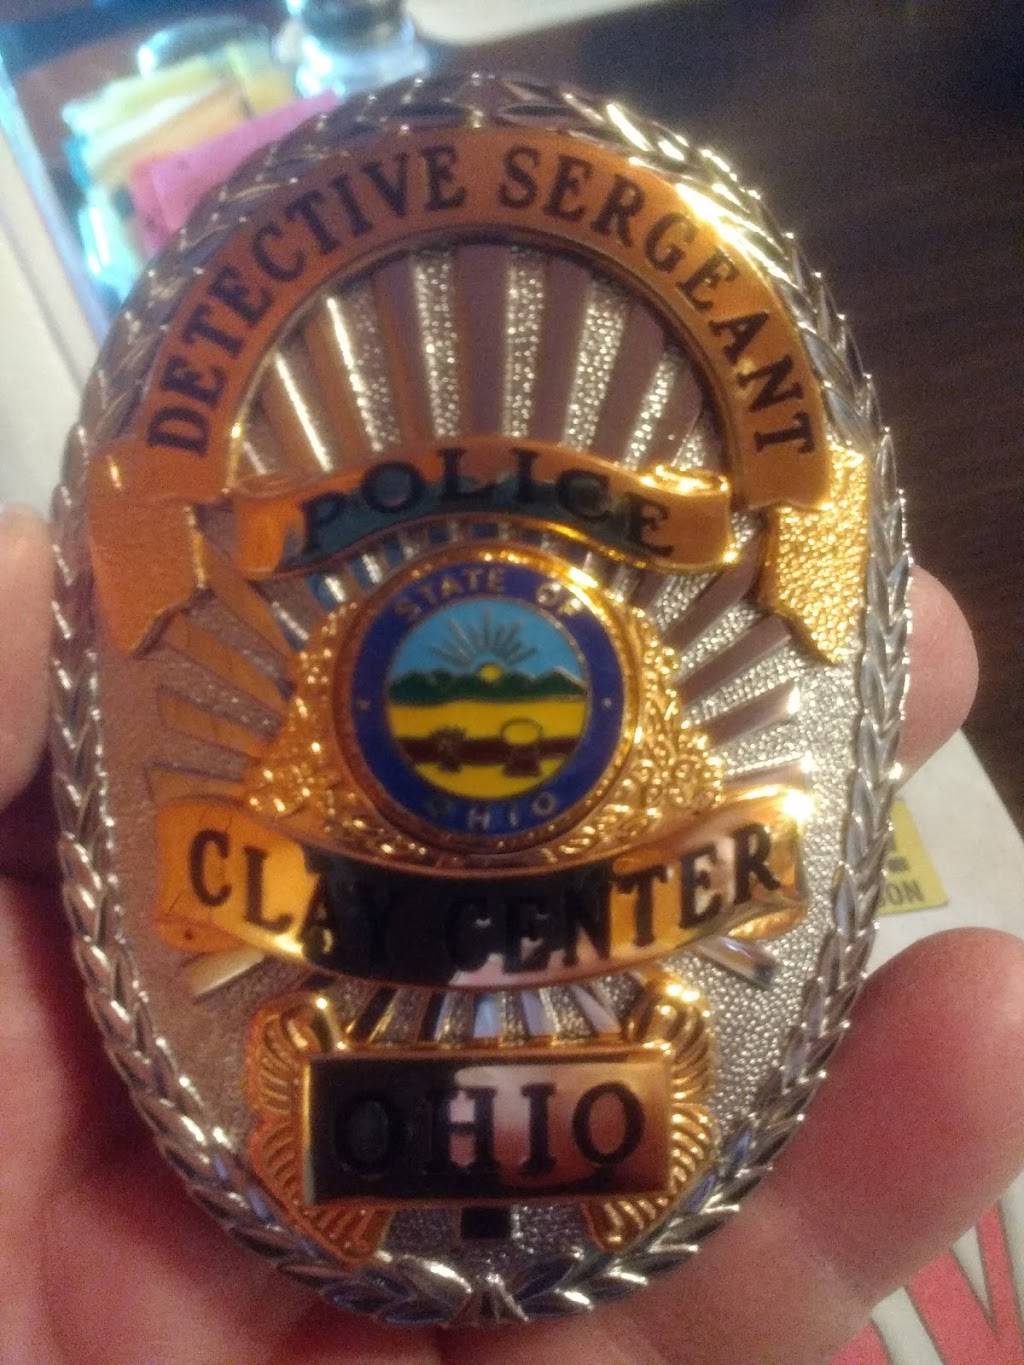 DETECTIVE SERGEANT
POLICE
STATE OF
OHIO
CLAY CENTER
OHIO